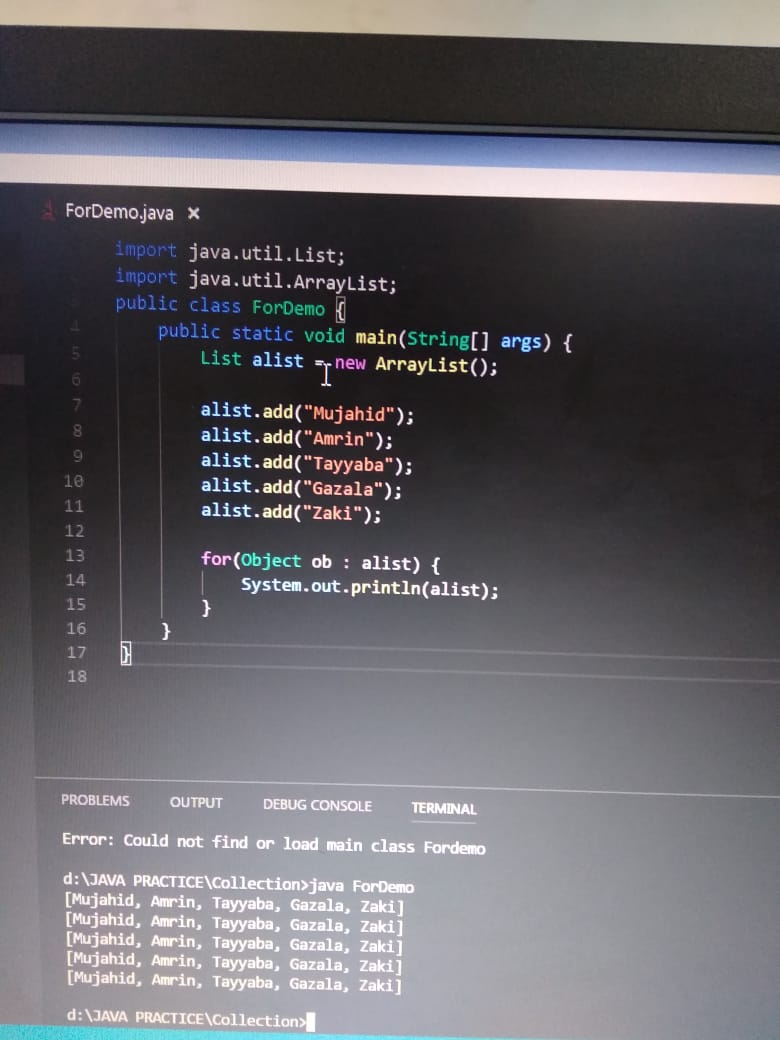 ForDemo.java ×
import java.util.List;
import java.util.ArrayList;
public class ForDemo {
4 public static void main(String[] args) {
5 List alist = new ArrayList();
6
7 alist.add("Mujahid");
8 alist.add("Amrin");
9 alist.add("Tayyaba");
10 alist.add("Gazala");
11 alist.add("Zaki");
12
13 for(Object ob : alist) {
14 System.out.println(alist);
15 }
16 }
17 }
18
PROBLEMS OUTPUT DEBUG CONSOLE TERMINAL
Error: Could not find or load main class Fordemo
d:\JAVA PRACTICE\Collection>java ForDemo
[Mujahid, Amrin, Tayyaba, Gazala, Zaki]
[Mujahid, Amrin, Tayyaba, Gazala, Zaki]
[Mujahid, Amrin, Tayyaba, Gazala, Zaki]
[Mujahid, Amrin, Tayyaba, Gazala, Zaki]
[Mujahid, Amrin, Tayyaba, Gazala, Zaki]
d:\JAVA PRACTICE\Collection>